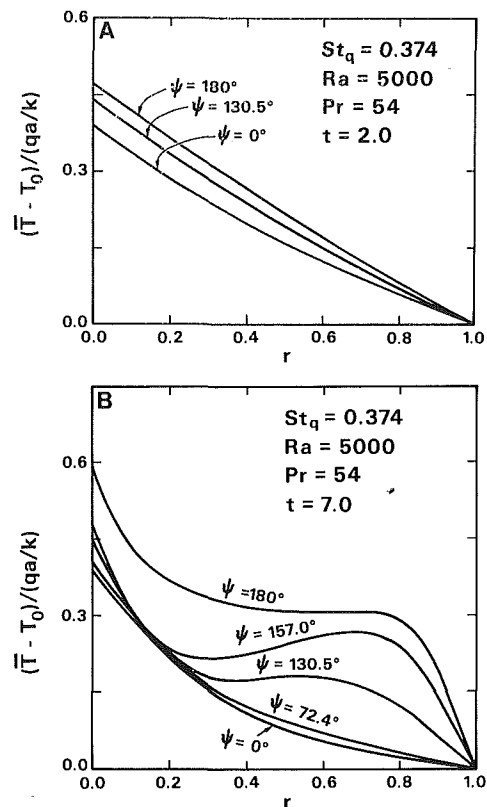 A
St_q = 0.374
Ra = 5000
Pr = 54
t = 2.0
ψ = 180°
ψ = 130.5°
ψ = 0°
(T̅ - T₀)/(qa/k)
0.6
0.3
0.0
0.0 0.2 0.4 0.6 0.8 1.0
r
B
St_q = 0.374
Ra = 5000
Pr = 54
t = 7.0
ψ = 180°
ψ = 157.0°
ψ = 130.5°
ψ = 72.4°
ψ = 0°
(T̅ - T₀)/(qa/k)
0.6
0.3
0.0
0.0 0.2 0.4 0.6 0.8 1.0
r